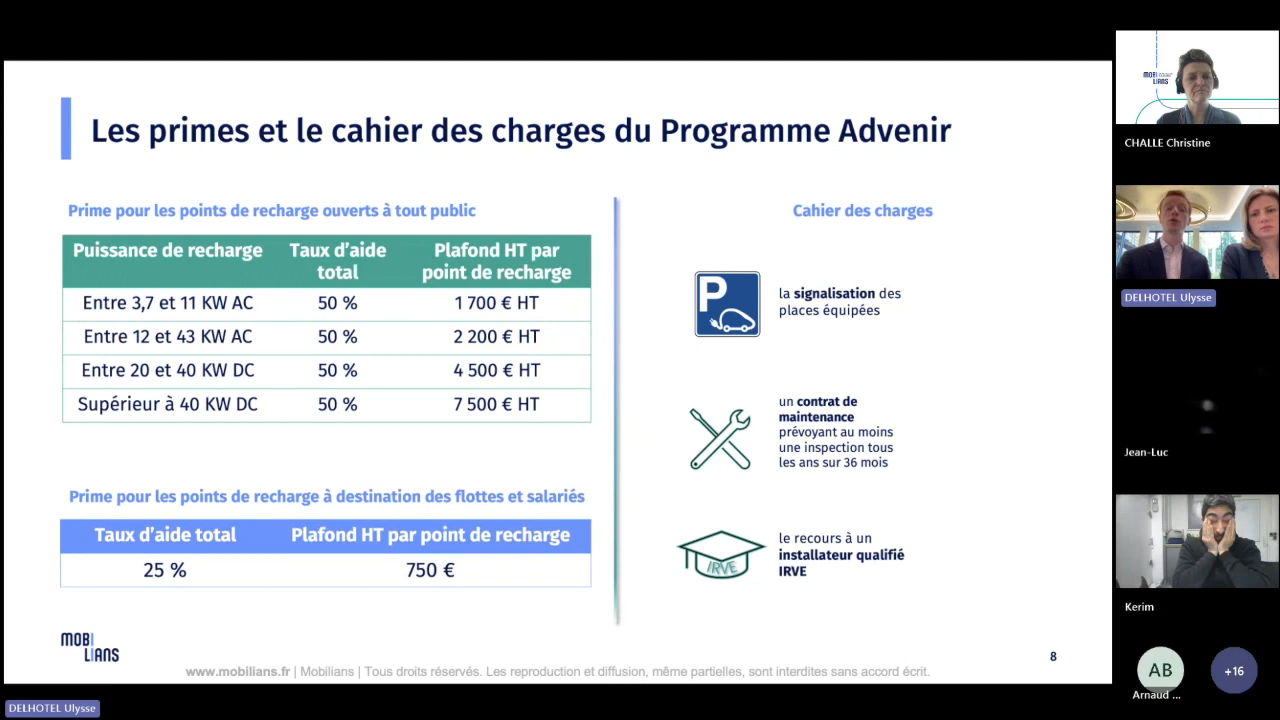 Les primes et le cahier des charges du Programme Advenir
Prime pour les points de recharge ouverts à tout public
Puissance de recharge
Taux d'aide total
Plafond HT par point de recharge
Entre 3,7 et 11 KW AC 50 % 1 700 € HT
Entre 12 et 43 KW AC 50 % 2 200 € HT
Entre 20 et 40 KW DC 50 % 4 500 € HT
Supérieur à 40 KW DC 50 % 7 500 € HT
Prime pour les points de recharge à destination des flottes et salariés
Taux d'aide total Plafond HT par point de recharge
25 % 750 €
Cahier des charges
P
la signalisation des
places équipées
un contrat de
maintenance
prévoyant au moins
une inspection tous
les ans sur 36 mois
IRVE
le recours à un
installateur qualifié
IRVE
MOBI
LIANS
www.mobilians.fr | Mobilians | Tous droits réservés. Les reproduction et diffusion, même partielles, sont interdites sans accord écrit.
8
DELHOTEL Ulysse
MOBI
LIANS
CHALLE Christine
DELHOTEL Ulysse
Jean-Luc
Kerim
AB
Arnaud ...
+16